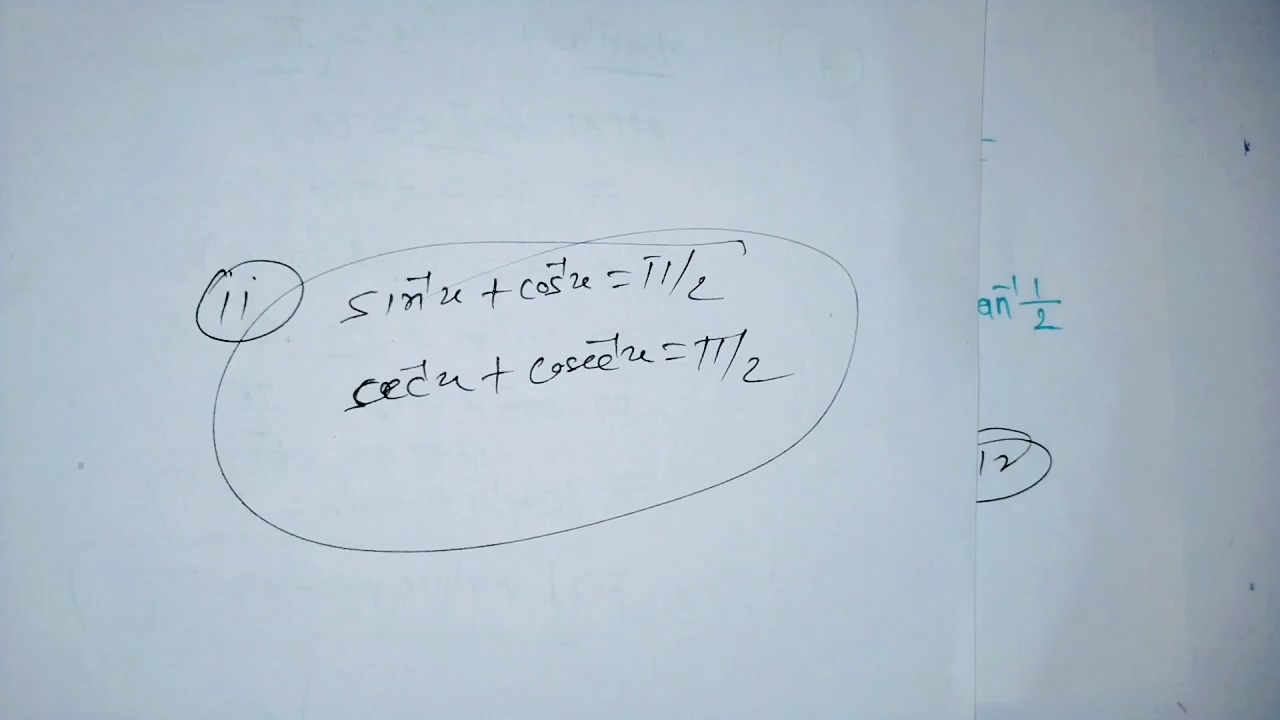 11
sin⁻¹x + cos⁻¹x = π/2
sec⁻¹x + cosec⁻¹x = π/2
an⁻¹ 1/2
12